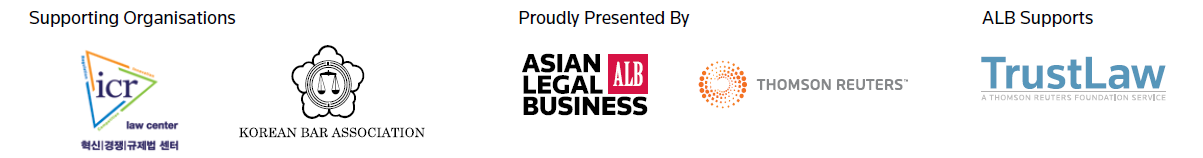 Supporting Organisations
icr
law center
혁신|경쟁|규제법 센터
KOREAN BAR ASSOCIATION
Proudly Presented By
ASIAN
LEGAL
BUSINESS
ALB
THOMSON REUTERS™
ALB Supports
TrustLaw
A THOMSON REUTERS FOUNDATION SERVICE